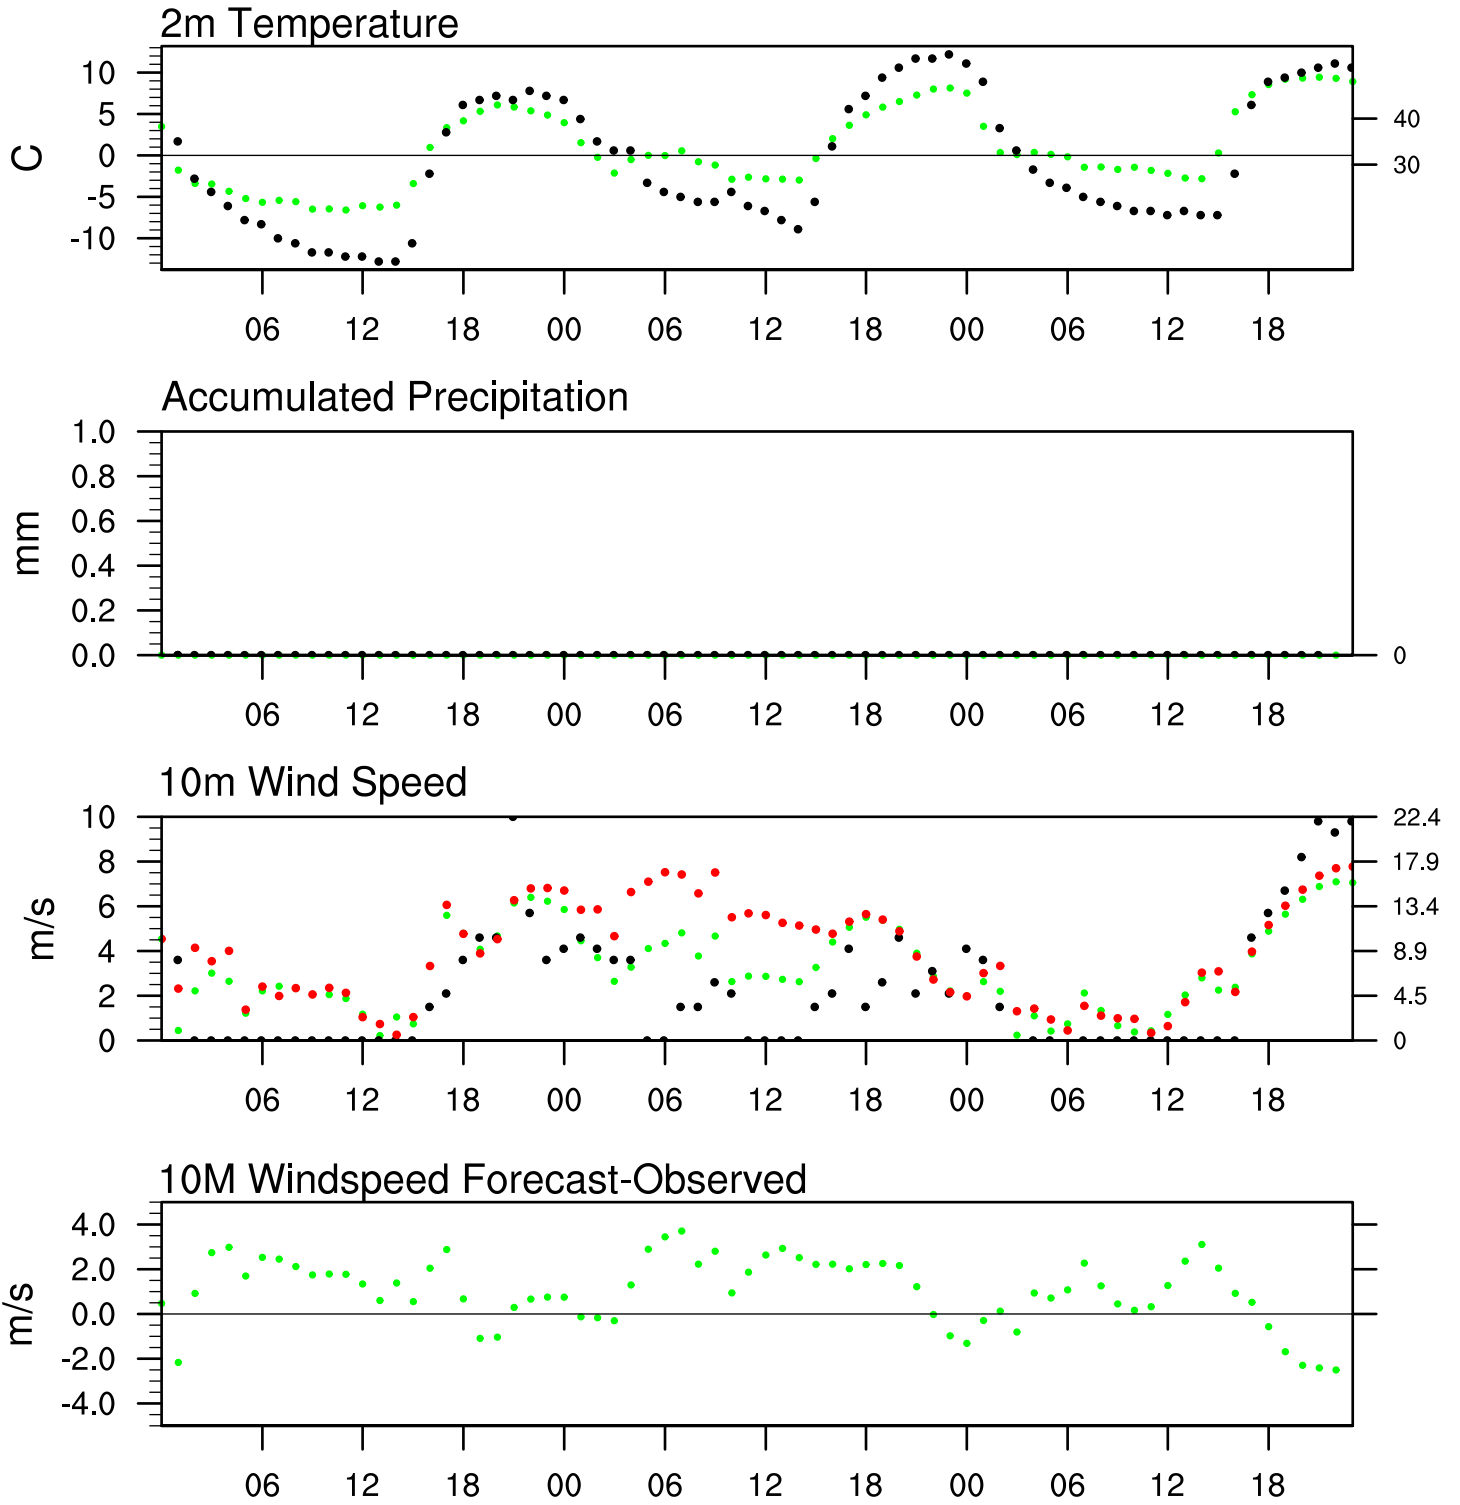 2m Temperature
10
5
0
-5
-10
C
40
30
06 12 18 00 06 12 18 00 06 12 18
Accumulated Precipitation
1.0
0.8
0.6
0.4
0.2
0.0
mm
0
06 12 18 00 06 12 18 00 06 12 18
10m Wind Speed
10
8
6
4
2
0
m/s
22.4
17.9
13.4
8.9
4.5
0
06 12 18 00 06 12 18 00 06 12 18
10M Windspeed Forecast-Observed
4.0
2.0
0.0
-2.0
-4.0
m/s
06 12 18 00 06 12 18 00 06 12 18